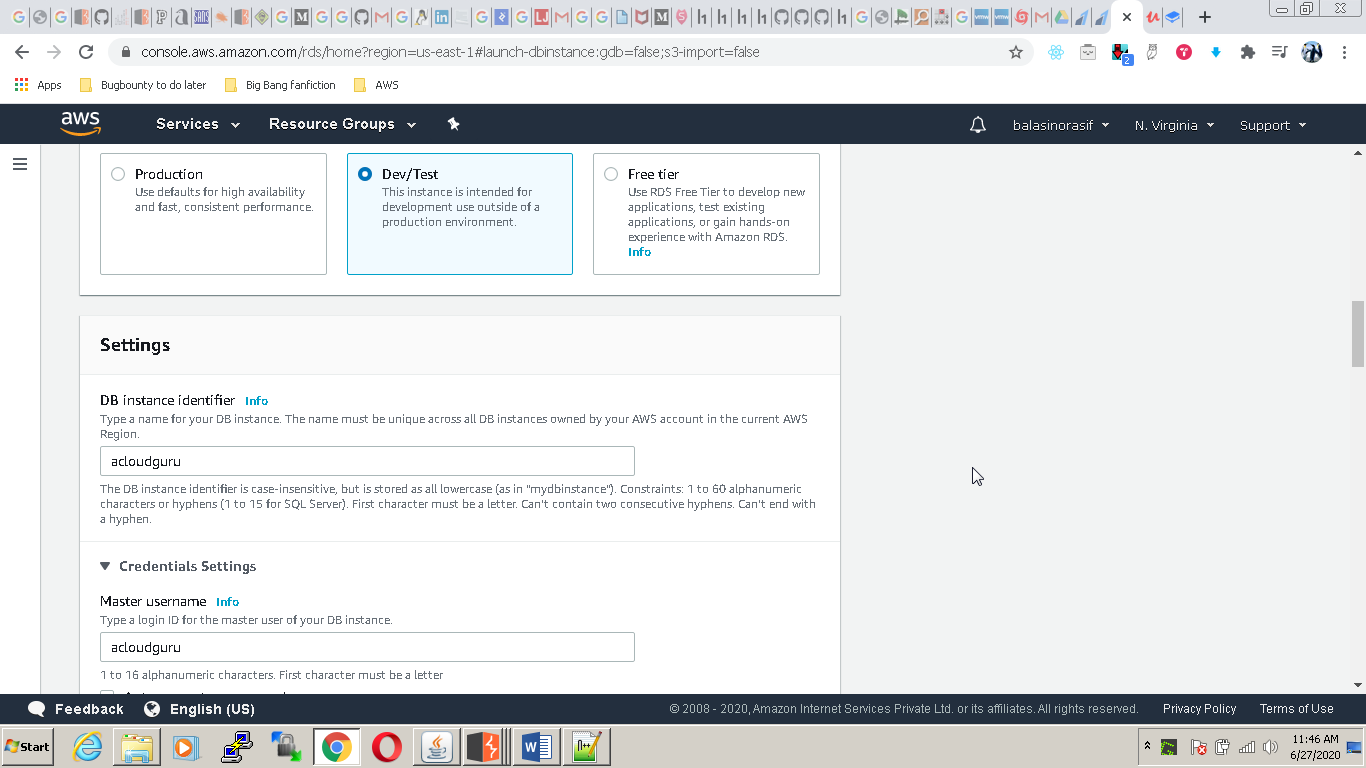 console.aws.amazon.com/rds/home?region=us-east-1#launch-dbinstance:gdb=false;s3-import=false
2
Apps
Bugbounty to do later
Big Bang fanfiction
AWS
aws
Services
Resource Groups
balasinorasif
N. Virginia
Support
Production
Use defaults for high availability
and fast, consistent performance.
Dev/Test
This instance is intended for
development use outside of a
production environment.
Free tier
Use RDS Free Tier to develop new
applications, test existing
applications, or gain hands-on
experience with Amazon RDS.
Info
Settings
DB instance identifier Info
Type a name for your DB instance. The name must be unique across all DB instances owned by your AWS account in the current AWS
Region.
acloudguru
The DB instance identifier is case-insensitive, but is stored as all lowercase (as in "mydbinstance"). Constraints: 1 to 60 alphanumeric
characters or hyphens (1 to 15 for SQL Server). First character must be a letter. Can't contain two consecutive hyphens. Can't end with
a hyphen.
Credentials Settings
Master username Info
Type a login ID for the master user of your DB instance.
acloudguru
1 to 16 alphanumeric characters. First character must be a letter
Feedback
English (US)
© 2008 - 2020, Amazon Internet Services Private Ltd. or its affiliates. All rights reserved.
Privacy Policy
Terms of Use
Start
11:46 AM
6/27/2020